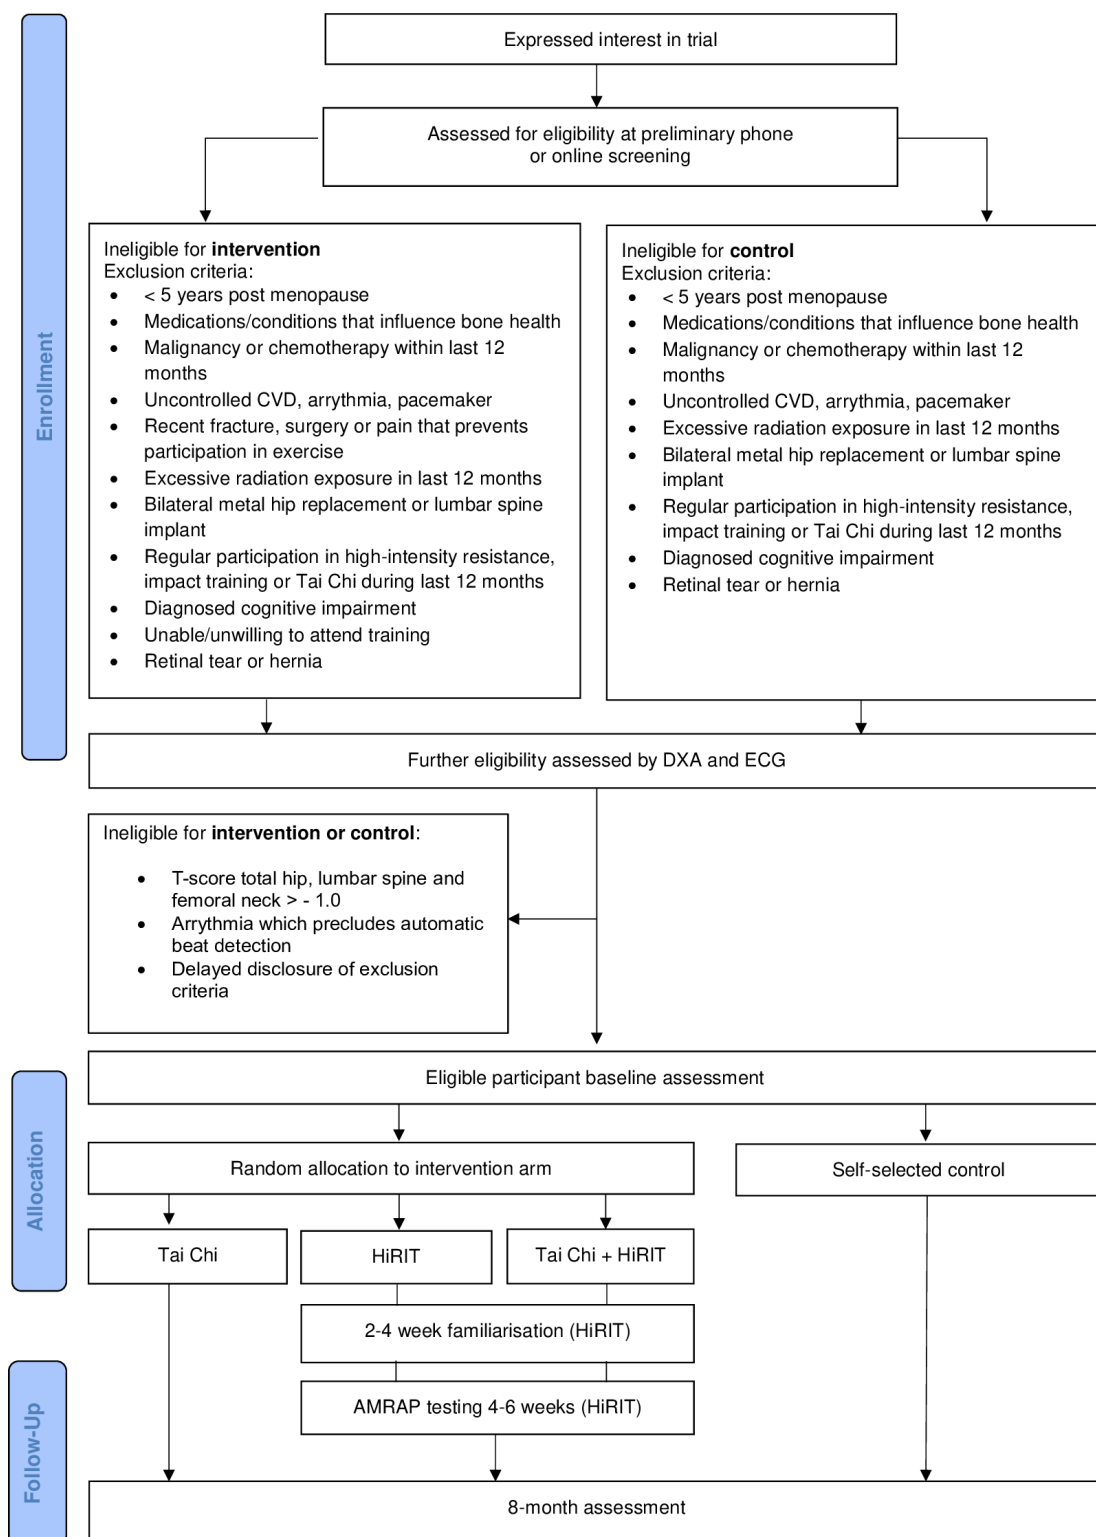 Expressed interest in trial
Assessed for eligibility at preliminary phone
or online screening
Enrollment
Ineligible for intervention
Exclusion criteria:
• < 5 years post menopause
• Medications/conditions that influence bone health
• Malignancy or chemotherapy within last 12
months
• Uncontrolled CVD, arrythmia, pacemaker
• Recent fracture, surgery or pain that prevents
participation in exercise
• Excessive radiation exposure in last 12 months
• Bilateral metal hip replacement or lumbar spine
implant
• Regular participation in high-intensity resistance,
impact training or Tai Chi during last 12 months
• Diagnosed cognitive impairment
• Unable/unwilling to attend training
• Retinal tear or hernia
Ineligible for control
Exclusion criteria:
• < 5 years post menopause
• Medications/conditions that influence bone health
• Malignancy or chemotherapy within last 12
months
• Uncontrolled CVD, arrythmia, pacemaker
• Excessive radiation exposure in last 12 months
• Bilateral metal hip replacement or lumbar spine
implant
• Regular participation in high-intensity resistance,
impact training or Tai Chi during last 12 months
• Diagnosed cognitive impairment
• Retinal tear or hernia
Further eligibility assessed by DXA and ECG
Ineligible for intervention or control:
• T-score total hip, lumbar spine and
femoral neck > - 1.0
• Arrythmia which precludes automatic
beat detection
• Delayed disclosure of exclusion
criteria
Eligible participant baseline assessment
Allocation
Random allocation to intervention arm
Self-selected control
Tai Chi
HiRIT
Tai Chi + HiRIT
2-4 week familiarisation (HiRIT)
AMRAP testing 4-6 weeks (HiRIT)
Follow-Up
8-month assessment